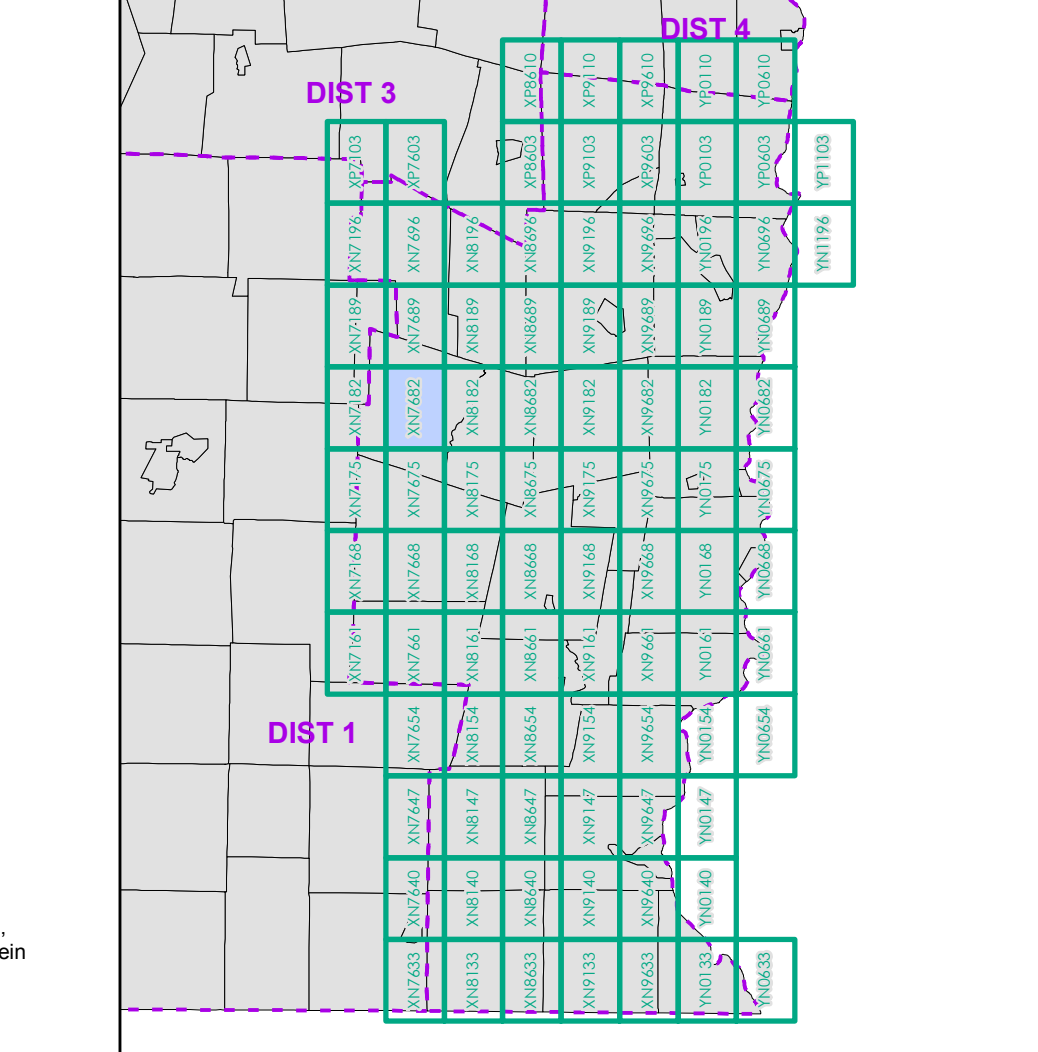 DIST 4
XP8610 XP9110 XP9610 YP0110 YP0610
DIST 3
XP7103 XP7603 XP8603 XP9103 XP9603 YP0103 YP0603 YP1103
XN7196 XN7696 XN8196 XN8696 XN9196 XN9696 YN0196 YN0696 YN1196
XN7189 XN7689 XN8189 XN8689 XN9189 XN9689 YN0189 YN0689
XN7182 XN7682 XN8182 XN8682 XN9182 XN9682 YN0182 YN0682
XN7175 XN7675 XN8175 XN8675 XN9175 XN9675 YN0175 YN0675
XN7168 XN7668 XN8168 XN8668 XN9168 XN9668 YN0168 YN0668
XN7161 XN7661 XN8161 XN8661 XN9161 XN9661 YN0161 YN0661
DIST 1
XN7654 XN8154 XN8654 XN9154 XN9654 YN0154 YN0654
XN7647 XN8147 XN8647 XN9147 XN9647 YN0147
XN7640 XN8140 XN8640 XN9140 XN9640 YN0140
,
ein
XN7633 XN8133 XN8633 XN9133 XN9633 YN0133 YN0633